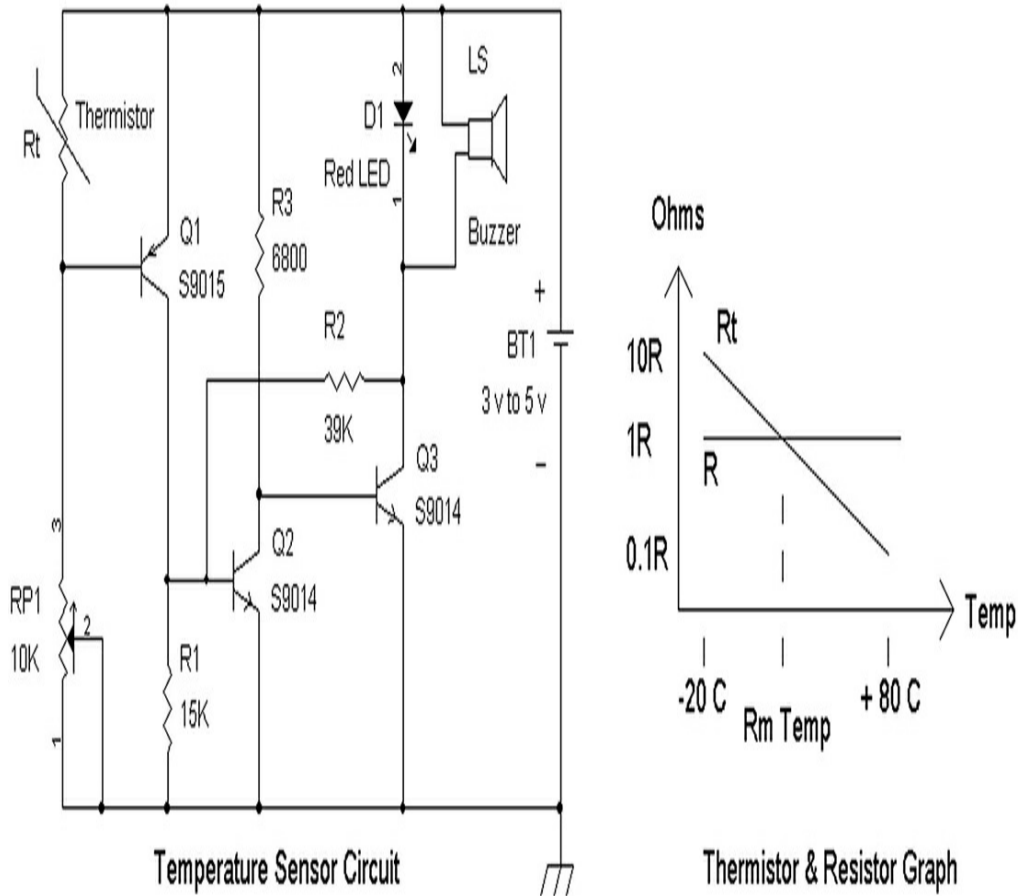 Rt
Thermistor
Q1
S9015
R3
6800
2
D1
Red LED
1
LS
Buzzer
R2
39K
+
BT1
3 v to 5 v
-
Q3
S9014
Q2
S9014
3
RP1
10K
2
1
R1
15K
Temperature Sensor Circuit
Ohms
10R
Rt
1R
R
0.1R
Temp
-20 C
Rm Temp
+ 80 C
Thermistor & Resistor Graph